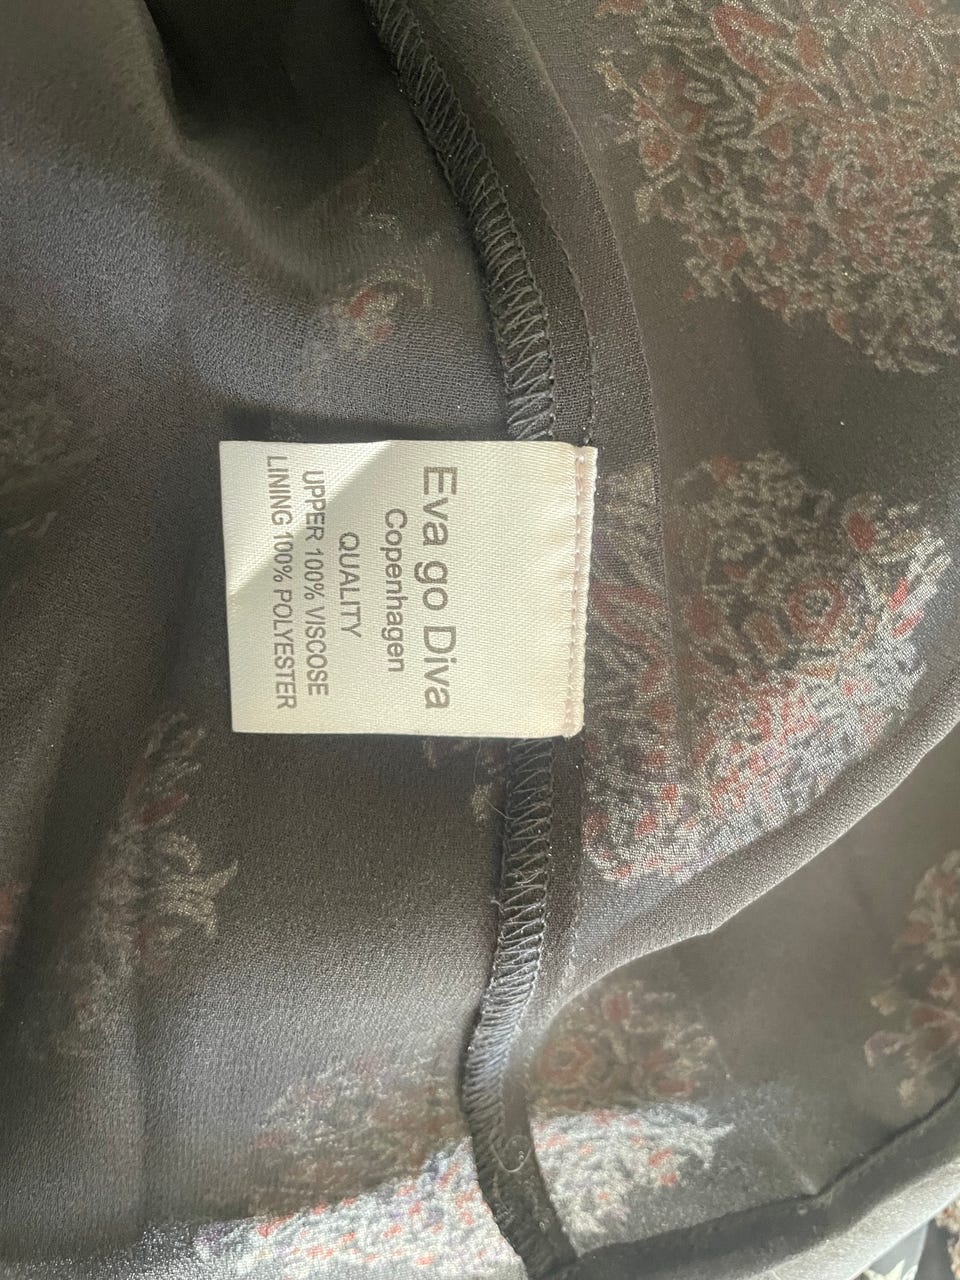 Eva go Diva
Copenhagen
QUALITY
UPPER 100% VISCOSE
LINING 100% POLYESTER